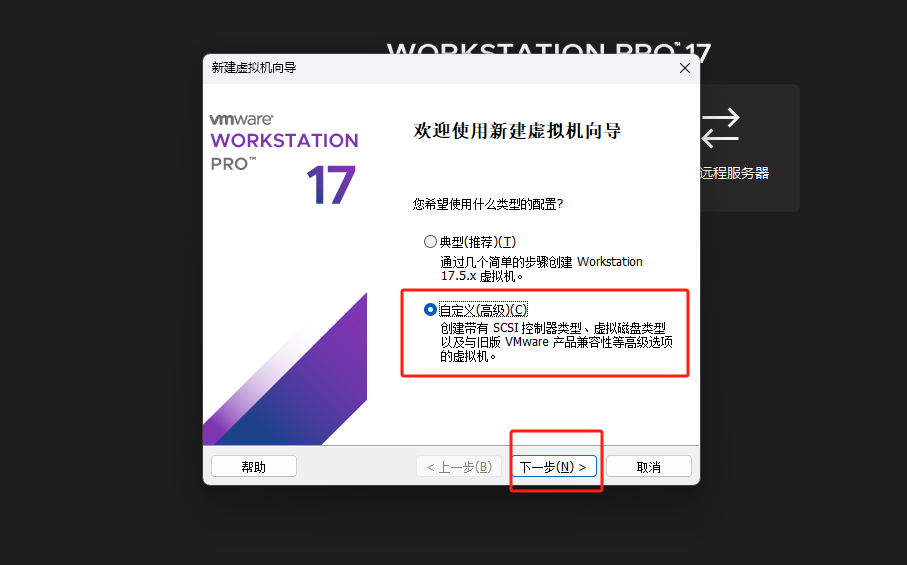 WORKSTATION PRO™ 17
新建虚拟机向导
vmware®
WORKSTATION
PRO™
17
欢迎使用新建虚拟机向导
远程服务器
您希望使用什么类型的配置?
典型(推荐)(T)
通过几个简单的步骤创建 Workstation
17.5.x 虚拟机。
自定义(高级)(C)
创建带有 SCSI 控制器类型、虚拟磁盘类型
以及与旧版 VMware 产品兼容性等高级选项
的虚拟机。
帮助
< 上一步(B)
下一步(N) >
取消